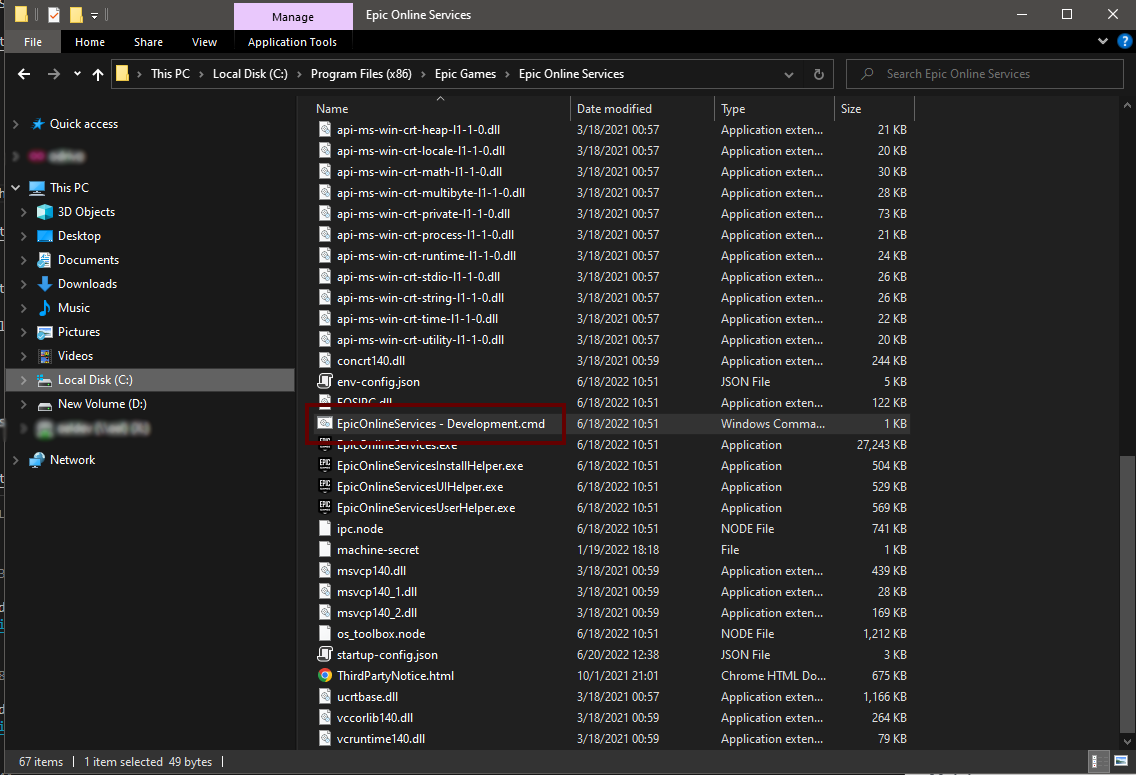 Manage
Epic Online Services
File
Home
Share
View
Application Tools
This PC
Local Disk (C:)
Program Files (x86)
Epic Games
Epic Online Services
Search Epic Online Services
Quick access
This PC
3D Objects
Desktop
Documents
Downloads
Music
Pictures
Videos
Local Disk (C:)
New Volume (D:)
Network
Name Date modified Type Size
api-ms-win-crt-heap-l1-1-0.dll 3/18/2021 00:57 Application exten... 21 KB
api-ms-win-crt-locale-l1-1-0.dll 3/18/2021 00:57 Application exten... 20 KB
api-ms-win-crt-math-l1-1-0.dll 3/18/2021 00:57 Application exten... 30 KB
api-ms-win-crt-multibyte-l1-1-0.dll 3/18/2021 00:57 Application exten... 28 KB
api-ms-win-crt-private-l1-1-0.dll 3/18/2021 00:57 Application exten... 73 KB
api-ms-win-crt-process-l1-1-0.dll 3/18/2021 00:57 Application exten... 21 KB
api-ms-win-crt-runtime-l1-1-0.dll 3/18/2021 00:57 Application exten... 24 KB
api-ms-win-crt-stdio-l1-1-0.dll 3/18/2021 00:57 Application exten... 26 KB
api-ms-win-crt-string-l1-1-0.dll 3/18/2021 00:57 Application exten... 26 KB
api-ms-win-crt-time-l1-1-0.dll 3/18/2021 00:57 Application exten... 22 KB
api-ms-win-crt-utility-l1-1-0.dll 3/18/2021 00:57 Application exten... 20 KB
concrt140.dll 3/18/2021 00:59 Application exten... 244 KB
env-config.json 6/18/2022 10:51 JSON File 5 KB
EOSIPC.dll 6/18/2022 10:51 Application exten... 122 KB
EpicOnlineServices - Development.cmd 6/18/2022 10:51 Windows Comma... 1 KB
EpicOnlineServices.exe 6/18/2022 10:51 Application 27,243 KB
EpicOnlineServicesInstallHelper.exe 6/18/2022 10:51 Application 504 KB
EpicOnlineServicesUIHelper.exe 6/18/2022 10:51 Application 529 KB
EpicOnlineServicesUserHelper.exe 6/18/2022 10:51 Application 569 KB
ipc.node 6/18/2022 10:51 NODE File 741 KB
machine-secret 1/19/2022 18:18 File 1 KB
msvcp140.dll 3/18/2021 00:59 Application exten... 439 KB
msvcp140_1.dll 3/18/2021 00:59 Application exten... 28 KB
msvcp140_2.dll 3/18/2021 00:59 Application exten... 169 KB
os_toolbox.node 6/18/2022 10:51 NODE File 1,212 KB
startup-config.json 6/20/2022 12:38 JSON File 3 KB
ThirdPartyNotice.html 10/1/2021 21:01 Chrome HTML Do... 675 KB
ucrtbase.dll 3/18/2021 00:57 Application exten... 1,166 KB
vccorlib140.dll 3/18/2021 00:59 Application exten... 264 KB
vcruntime140.dll 3/18/2021 00:59 Application exten... 79 KB
67 items
1 item selected 49 bytes